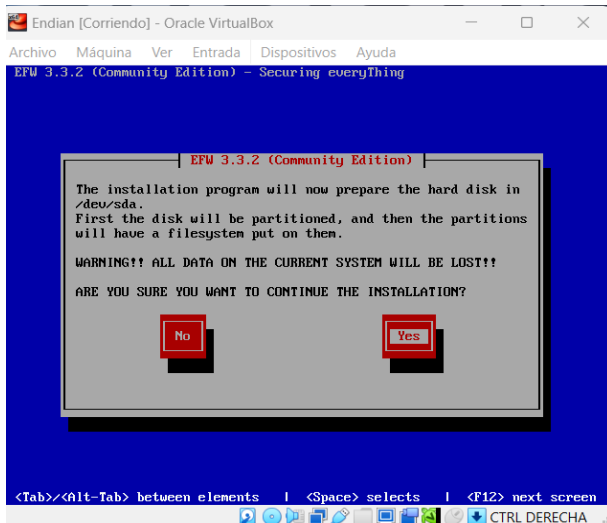 Endian [Corriendo] - Oracle VirtualBox
Archivo Máquina Ver Entrada Dispositivos Ayuda
EFW 3.3.2 (Community Edition) - Securing everyThing
EFW 3.3.2 (Community Edition)
The installation program will now prepare the hard disk in
/dev/sda.
First the disk will be partitioned, and then the partitions
will have a filesystem put on them.
WARNING!! ALL DATA ON THE CURRENT SYSTEM WILL BE LOST!!
ARE YOU SURE YOU WANT TO CONTINUE THE INSTALLATION?
No Yes
<Tab>/<Alt-Tab> between elements | <Space> selects | <F12> next screen
CTRL DERECHA